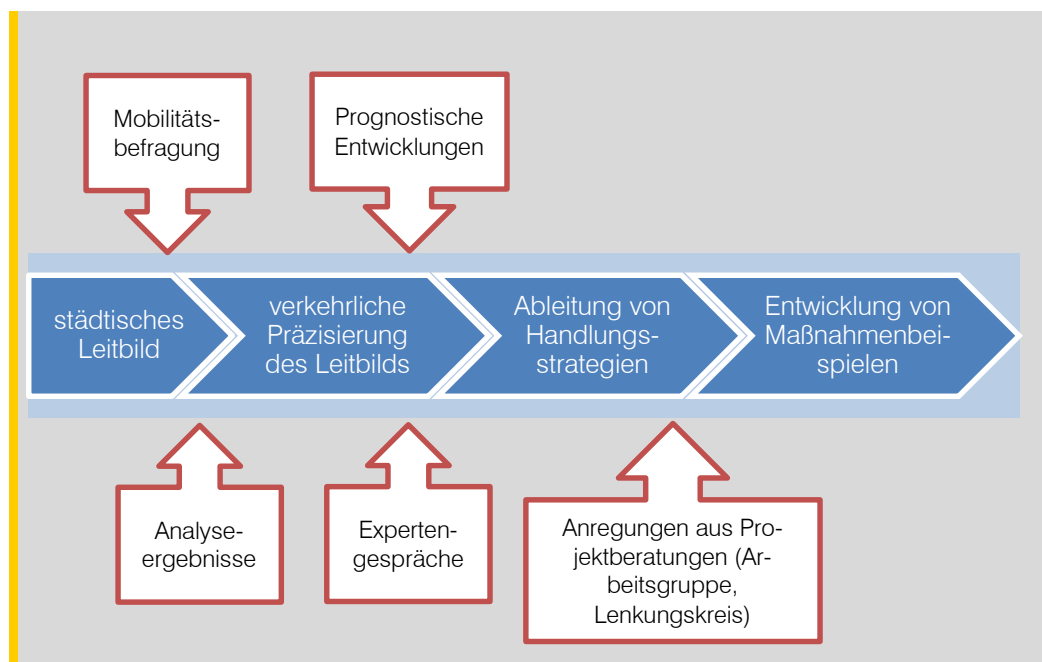 Mobilitäts-
befragung
Prognostische
Entwicklungen
städtisches
Leitbild
verkehrliche
Präzisierung
des Leitbilds
Ableitung von
Handlungs-
strategien
Entwicklung von
Maßnahmenbei-
spielen
Analyse-
ergebnisse
Experten-
gespräche
Anregungen aus Pro-
jektberatungen (Ar-
beitsgruppe,
Lenkungskreis)